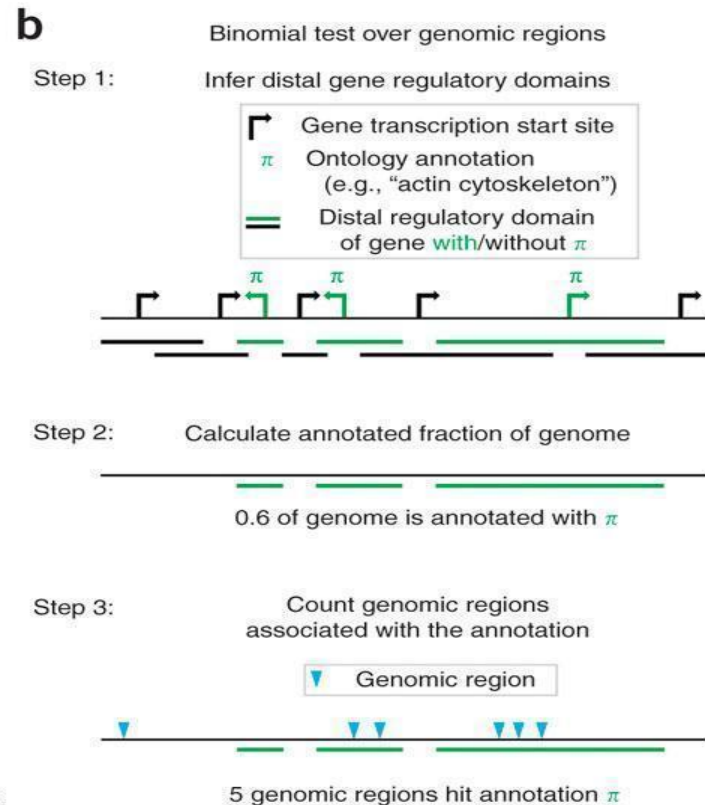 b
Binomial test over genomic regions
Step 1: Infer distal gene regulatory domains
Gene transcription start site
π Ontology annotation
(e.g., “actin cytoskeleton”)
Distal regulatory domain
of gene with/without π
π π π
Step 2: Calculate annotated fraction of genome
0.6 of genome is annotated with π
Step 3: Count genomic regions
associated with the annotation
Genomic region
5 genomic regions hit annotation π